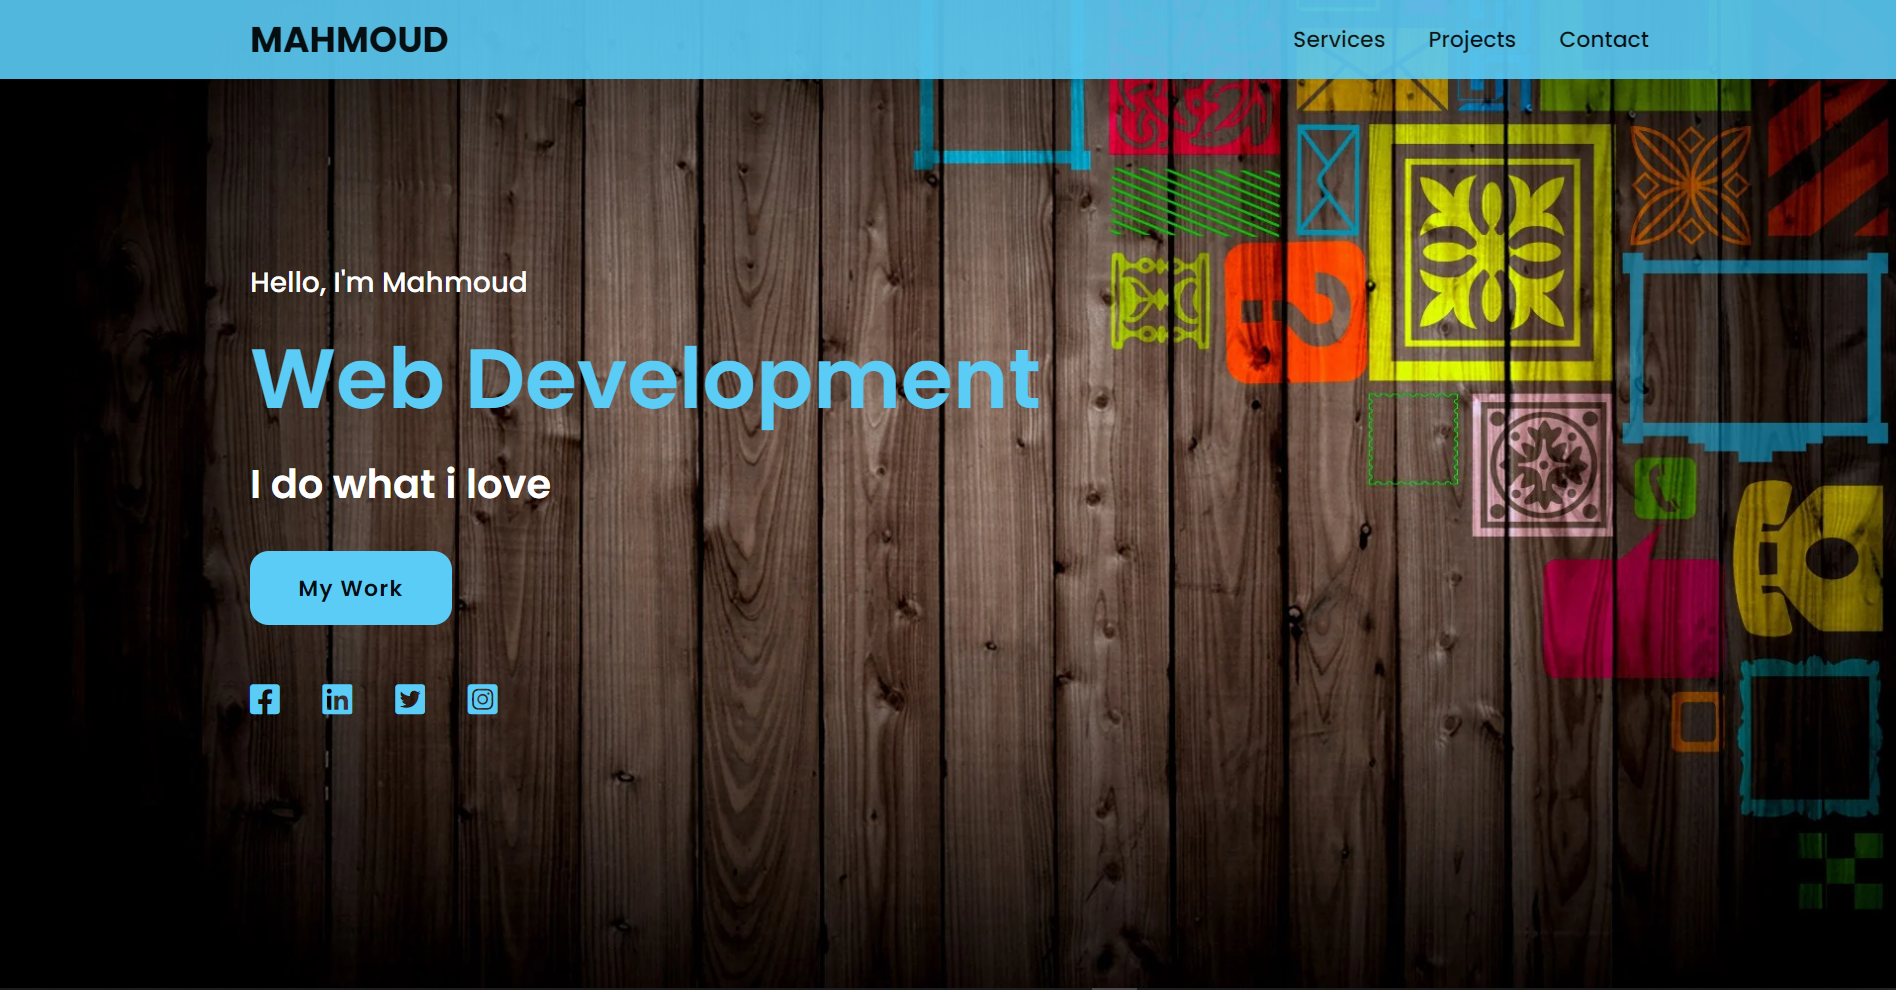 MAHMOUD
Services Projects Contact
Hello, I'm Mahmoud
Web Development
I do what i love
My Work